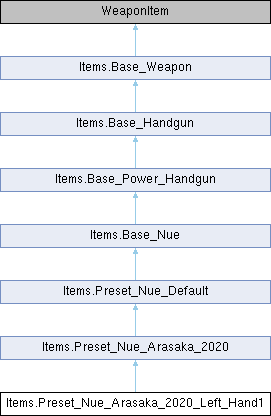 WeaponItem
Items.Base_Weapon
Items.Base_Handgun
Items.Base_Power_Handgun
Items.Base_Nue
Items.Preset_Nue_Default
Items.Preset_Nue_Arasaka_2020
Items.Preset_Nue_Arasaka_2020_Left_Hand1